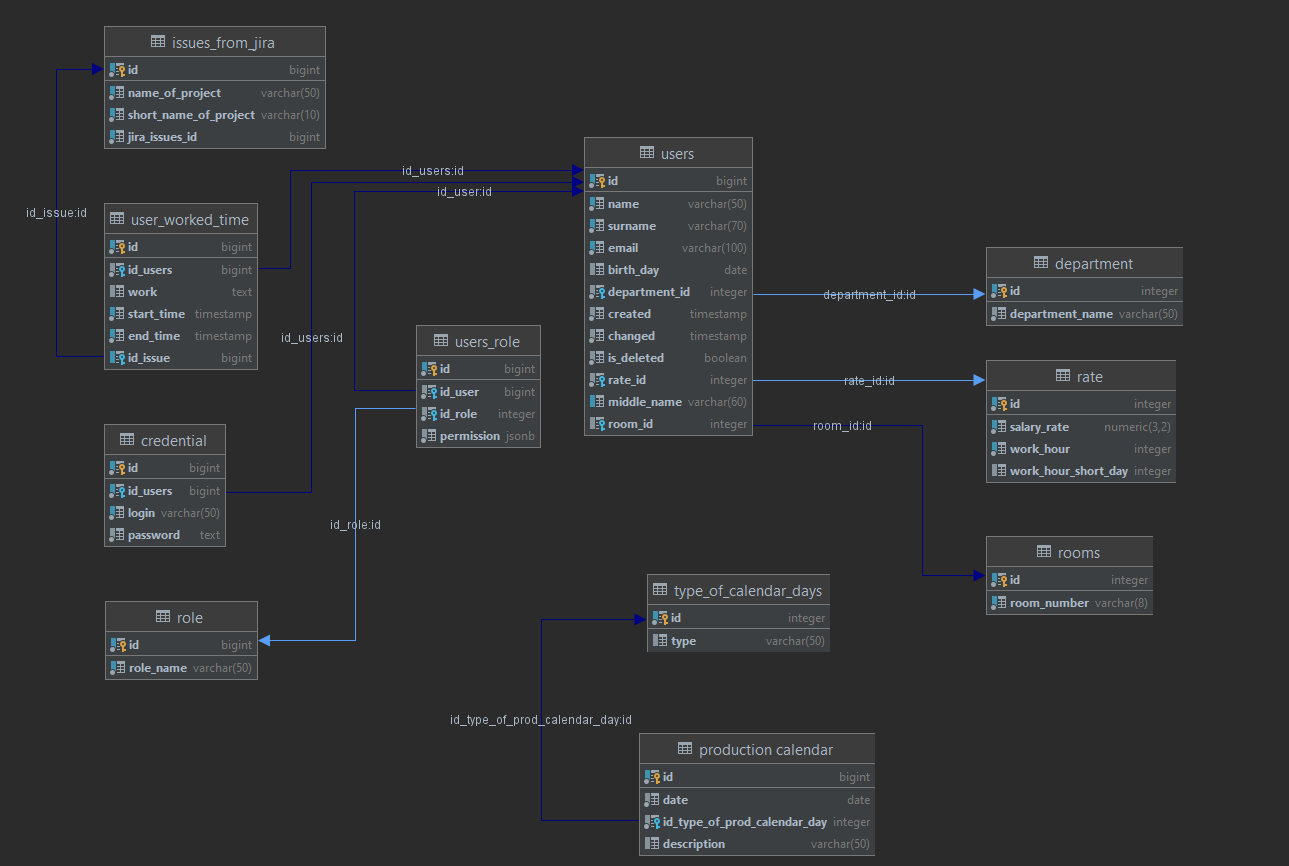 issues_from_jira
id bigint
name_of_project varchar(50)
short_name_of_project varchar(10)
jira_issues_id bigint
id_issue:id
user_worked_time
id bigint
id_users bigint
work text
start_time timestamp
end_time timestamp
id_issue bigint
id_users:id
id_user:id
id_users:id
credential
id bigint
id_users bigint
login varchar(50)
password text
users_role
id bigint
id_user bigint
id_role integer
permission jsonb
id_role:id
role
id bigint
role_name varchar(50)
users
id bigint
name varchar(50)
surname varchar(70)
email varchar(100)
birth_day date
department_id integer
created timestamp
changed timestamp
is_deleted boolean
rate_id integer
middle_name varchar(60)
room_id integer
department_id:id
rate_id:id
room_id:id
department
id integer
department_name varchar(50)
rate
id integer
salary_rate numeric(3,2)
work_hour integer
work_hour_short_day integer
rooms
id integer
room_number varchar(8)
type_of_calendar_days
id integer
type varchar(50)
id_type_of_prod_calendar_day:id
production calendar
id bigint
date date
id_type_of_prod_calendar_day integer
description varchar(50)